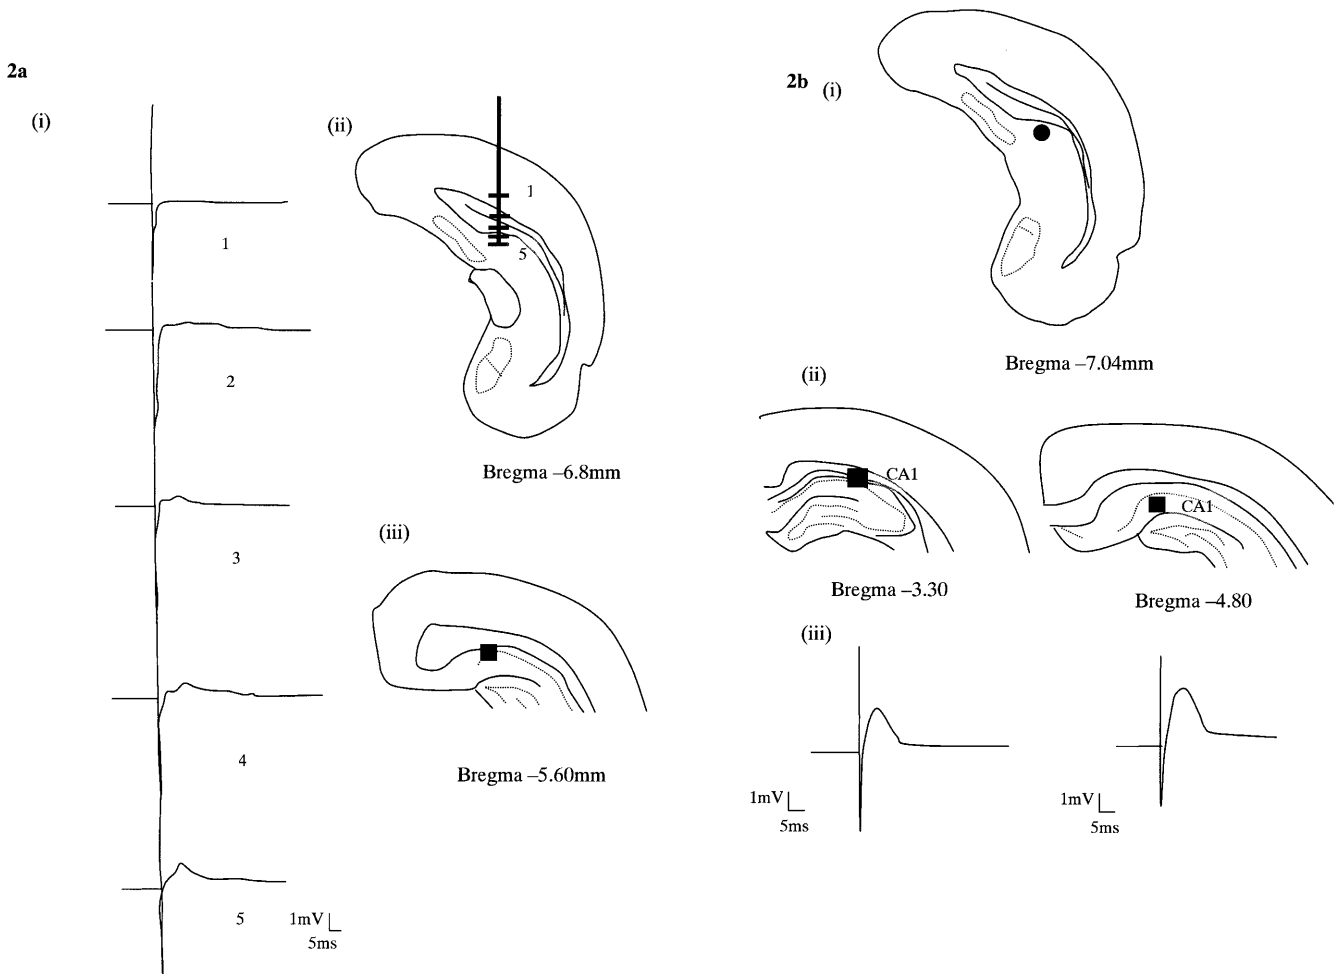 2a
(i)
1
2
3
4
5
1mV
5ms
(ii)
1
5
Bregma –6.8mm
(iii)
Bregma –5.60mm
2b
(i)
Bregma –7.04mm
(ii)
CA1
Bregma –3.30
CA1
Bregma –4.80
(iii)
1mV
5ms
1mV
5ms